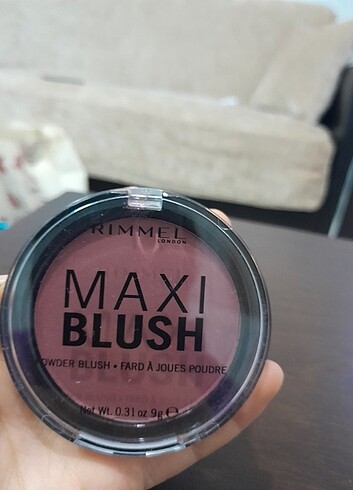 RIMMEL
LONDON
MAXI
BLUSH
POWDER BLUSH • FARD À JOUES POUDRE
Net Wt. 0.31 oz 9g ℮